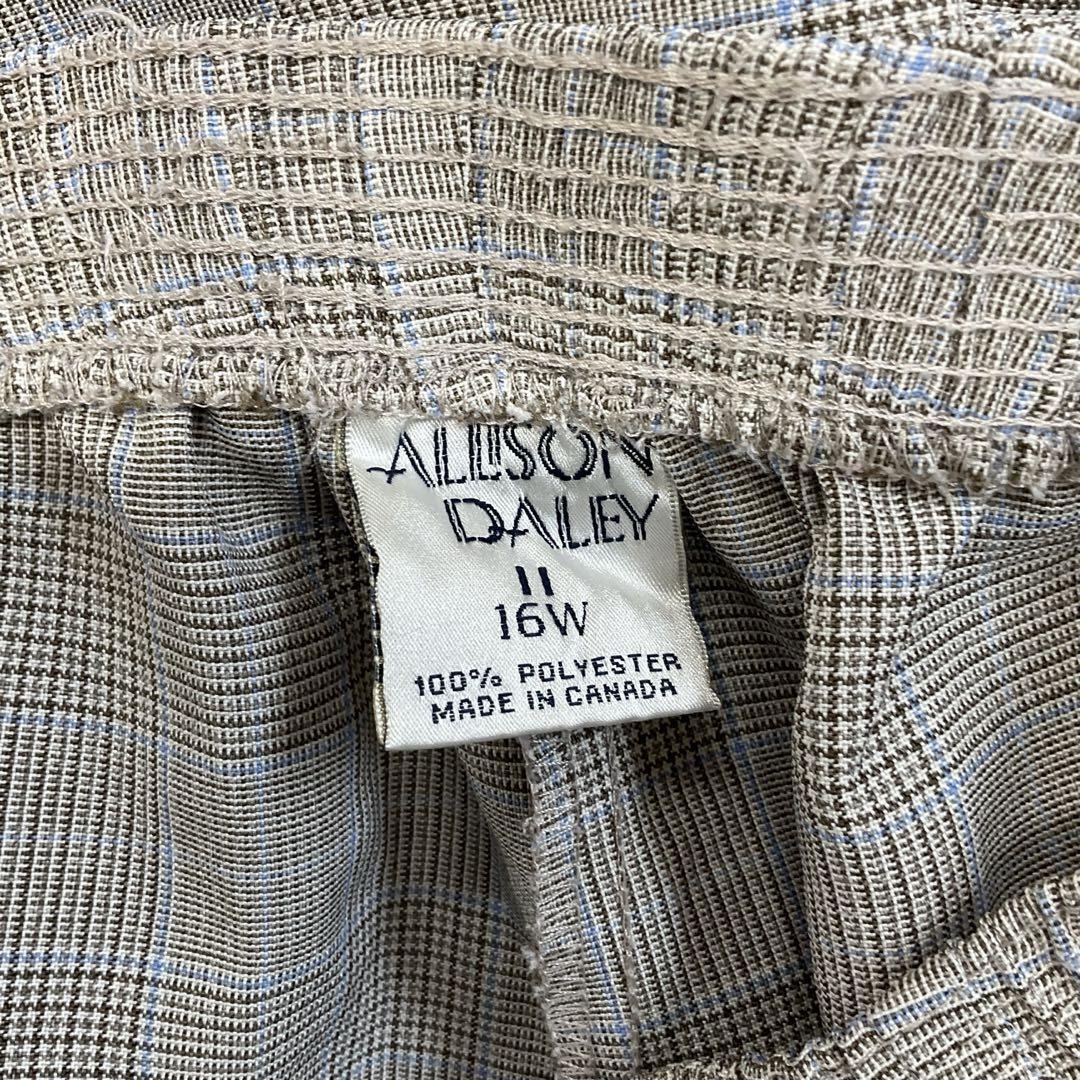 ALLISON
DALEY
II
16W
100% POLYESTER
MADE IN CANADA